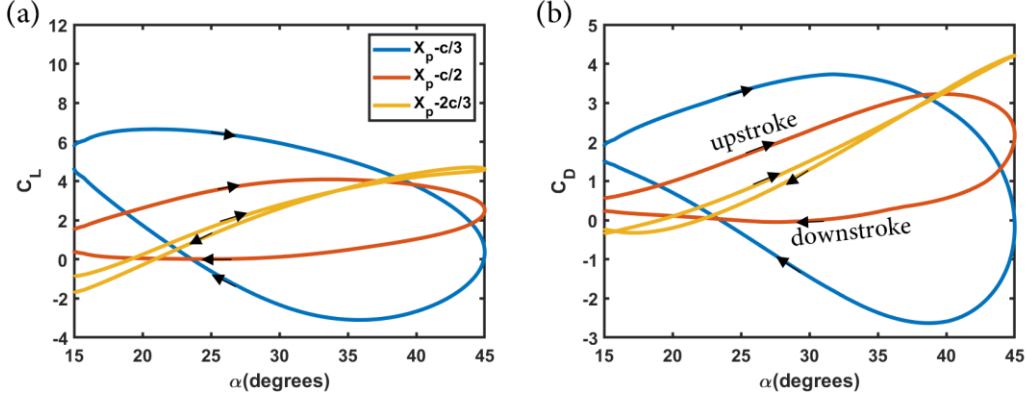 (a)
12
10
8
6
4
2
0
-2
-4
C_L
15 20 25 30 35 40 45
α(degrees)
X_p-c/3
X_p-c/2
X_p-2c/3
(b)
5
4
3
2
1
0
-1
-2
-3
C_D
15 20 25 30 35 40 45
α(degrees)
upstroke
downstroke